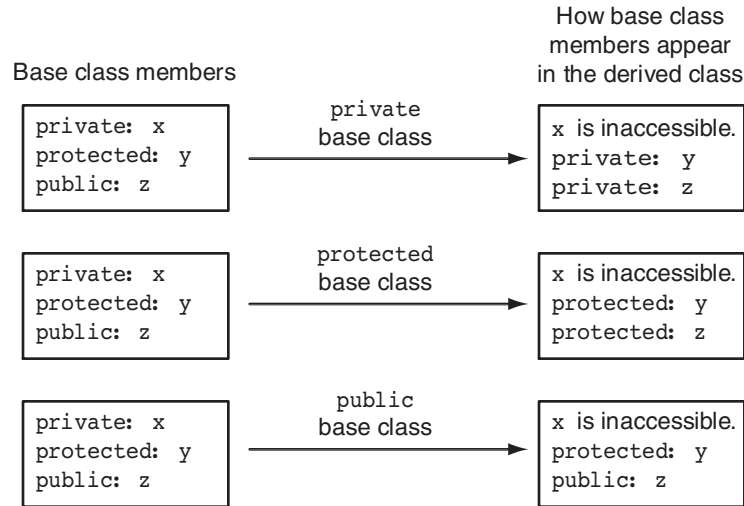 How base class
members appear
in the derived class
Base class members
private: x
protected: y
public: z
private
base class
x is inaccessible.
private: y
private: z
private: x
protected: y
public: z
protected
base class
x is inaccessible.
protected: y
protected: z
private: x
protected: y
public: z
public
base class
x is inaccessible.
protected: y
public: z